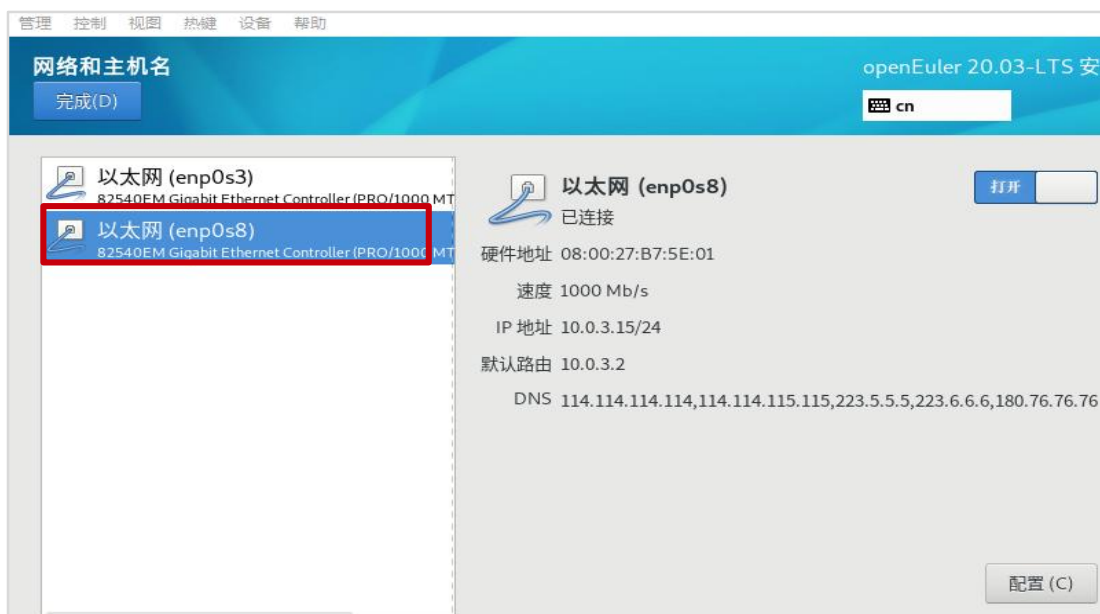 管理 控制 视图 热键 设备 帮助
网络和主机名
完成(D)
openEuler 20.03-LTS 安
cn
以太网 (enp0s3)
82540EM Gigabit Ethernet Controller (PRO/1000 MT
以太网 (enp0s8)
82540EM Gigabit Ethernet Controller (PRO/1000 MT
以太网 (enp0s8)
已连接
打开
硬件地址 08:00:27:B7:5E:01
速度 1000 Mb/s
IP 地址 10.0.3.15/24
默认路由 10.0.3.2
DNS 114.114.114.114,114.114.115.115,223.5.5.5,223.6.6.6,180.76.76.76
配置 (C)